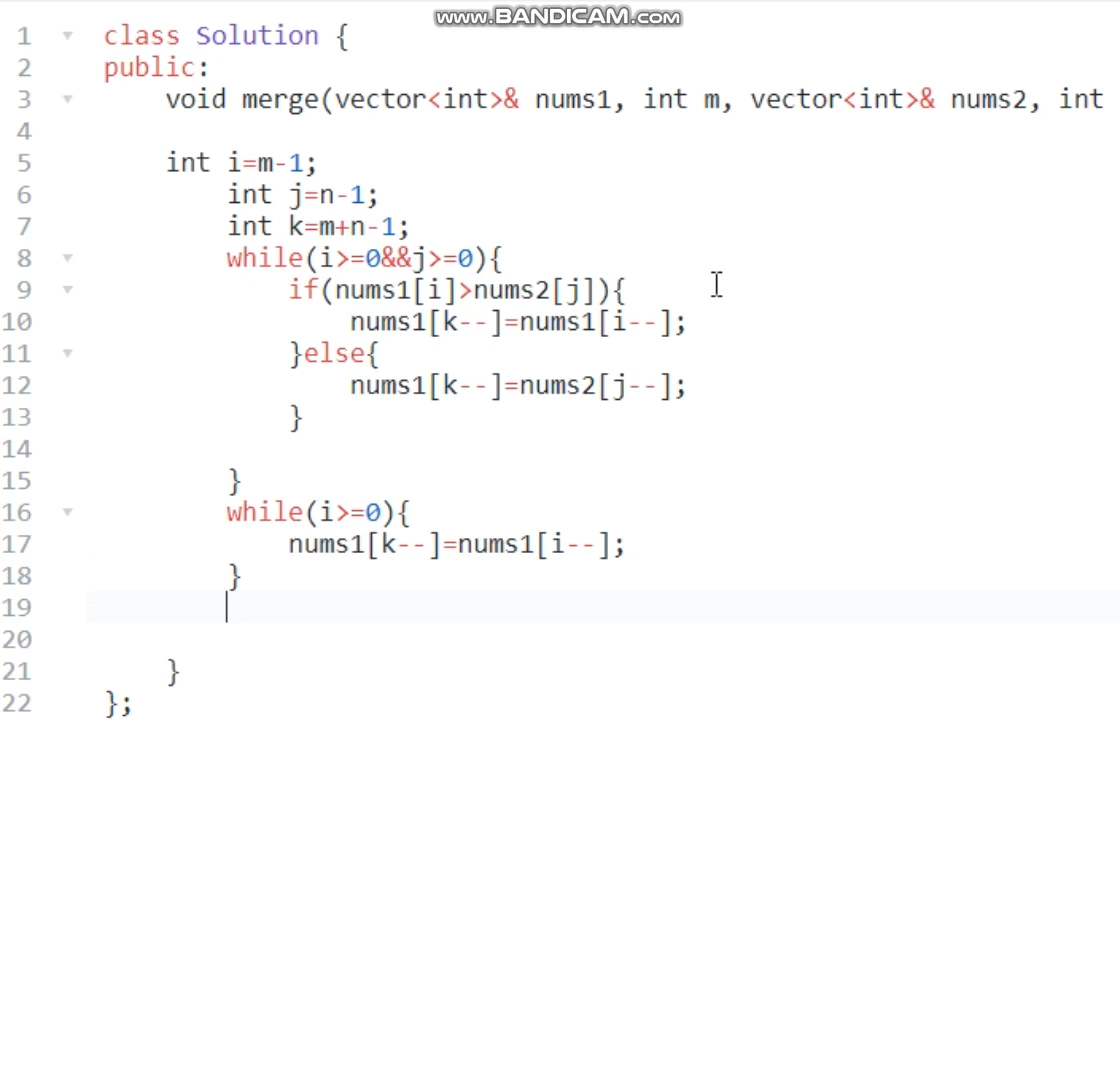 www.BANDICAM.com
1 class Solution {
2 public:
3 void merge(vector<int>& nums1, int m, vector<int>& nums2, int
4
5 int i=m-1;
6 int j=n-1;
7 int k=m+n-1;
8 while(i>=0&&j>=0){
9 if(nums1[i]>nums2[j]){
10 nums1[k--]=nums1[i--];
11 }else{
12 nums1[k--]=nums2[j--];
13 }
14
15 }
16 while(i>=0){
17 nums1[k--]=nums1[i--];
18 }
19
20
21 }
22 };